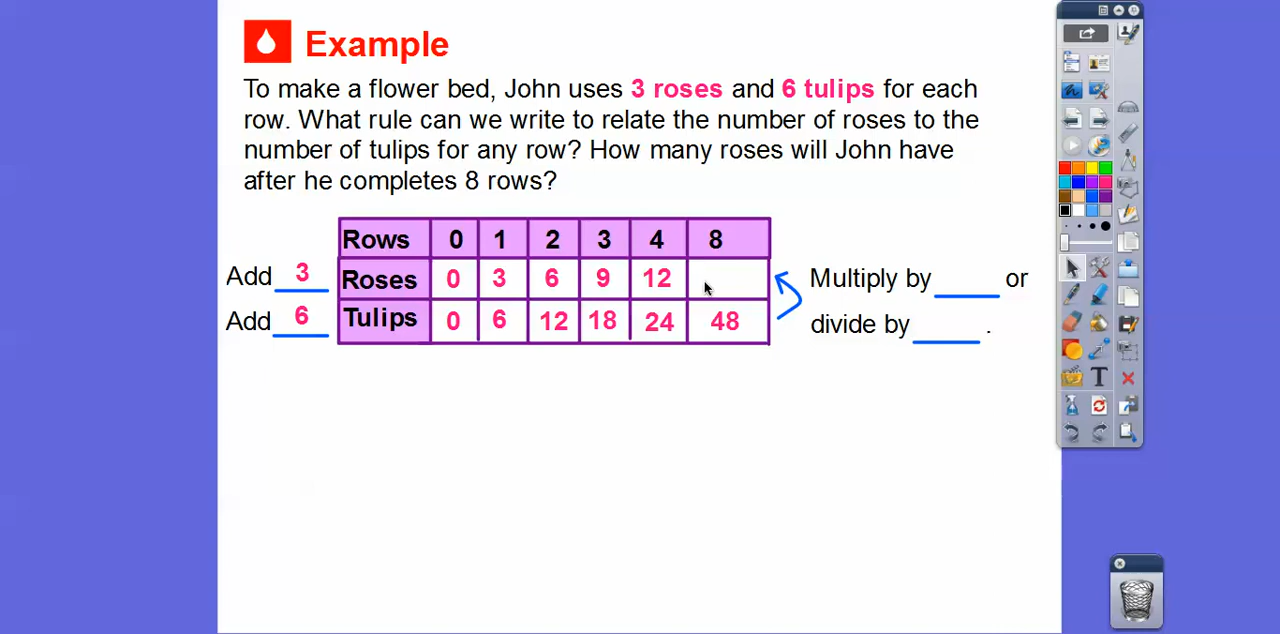 Example
To make a flower bed, John uses 3 roses and 6 tulips for each
row. What rule can we write to relate the number of roses to the
number of tulips for any row? How many roses will John have
after he completes 8 rows?
Rows 0 1 2 3 4 8
Add 3 Roses 0 3 6 9 12 Multiply by ____ or
Add 6 Tulips 0 6 12 18 24 48 divide by ____ .
T